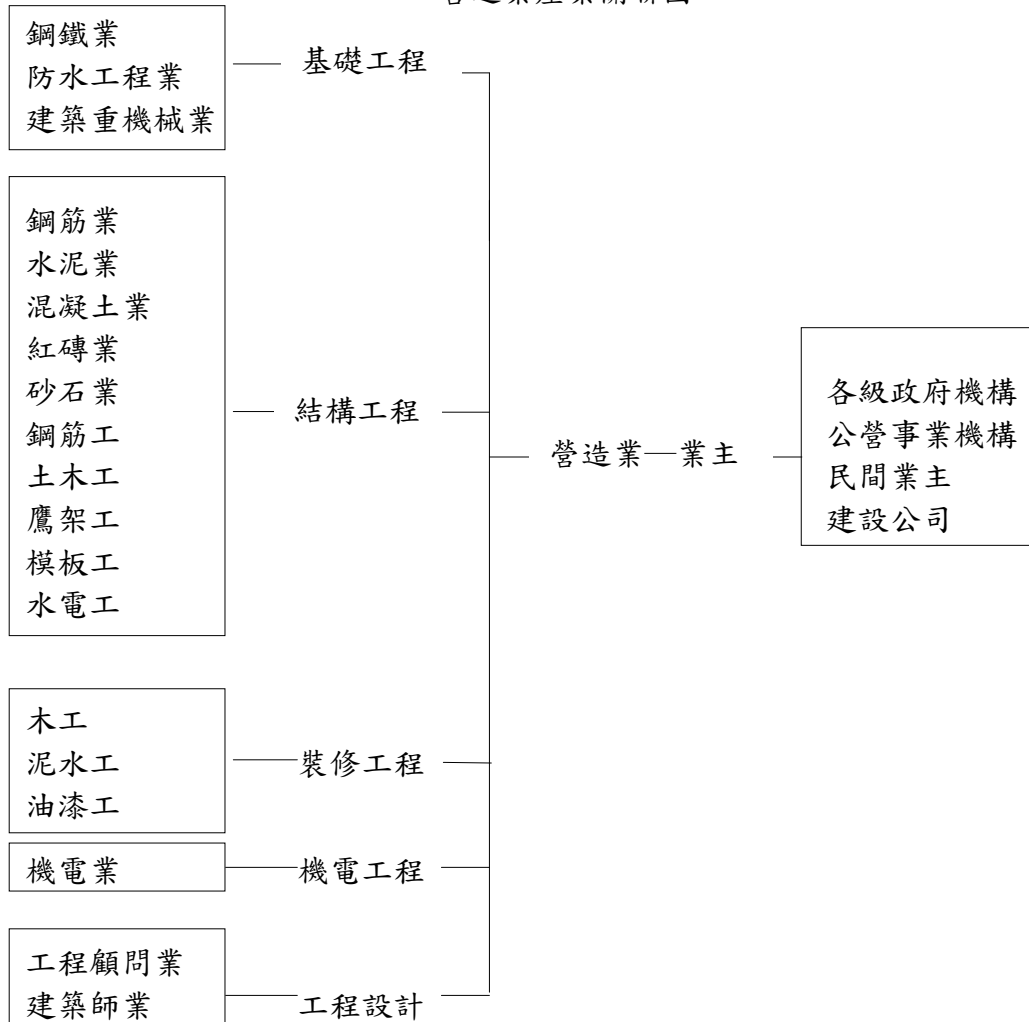 鋼鐵業
防水工程業
建築重機械業
基礎工程
鋼筋業
水泥業
混凝土業
紅磚業
砂石業
鋼筋工
土木工
鷹架工
模板工
水電工
結構工程
木工
泥水工
油漆工
裝修工程
機電業
機電工程
工程顧問業
建築師業
工程設計
營造業—業主
各級政府機構
公營事業機構
民間業主
建設公司